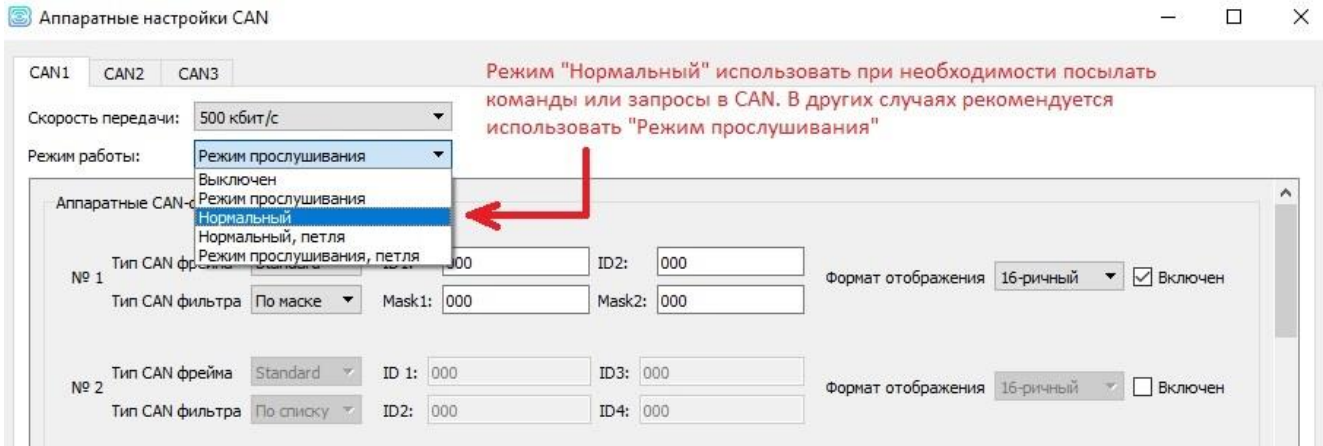 Аппаратные настройки CAN
CAN1 CAN2 CAN3
Режим "Нормальный" использовать при необходимости посылать
команды или запросы в CAN. В других случаях рекомендуется
использовать "Режим прослушивания"
Скорость передачи: 500 кбит/с
Режим работы: Режим прослушивания
Выключен
Режим прослушивания
Нормальный
Нормальный, петля
Режим прослушивания, петля
Аппаратные CAN-
№ 1
Тип CAN фрейма ID2: 000
Формат отображения 16-ричный Включен
Тип CAN фильтра По маске Mask1: 000 Mask2: 000
№ 2
Тип CAN фрейма Standard ID 1: 000 ID3: 000
Формат отображения 16-ричный Включен
Тип CAN фильтра По списку ID2: 000 ID4: 000